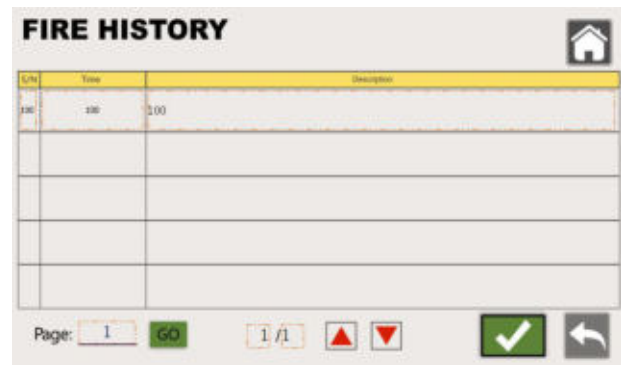 FIRE HISTORY
S/N Time Description
100 100 100
Page: 1 GO 1 /1